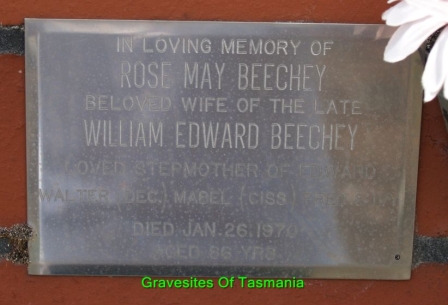 IN LOVING MEMORY OF
ROSE MAY BEECHEY
BELOVED WIFE OF THE LATE
WILLIAM EDWARD BEECHEY
LOVED STEPMOTHER OF
WALTER (DEC.) MABEL (CISS)
DIED JAN. 26. 1970
AGED 86 YRS.
Gravesites Of Tasmania